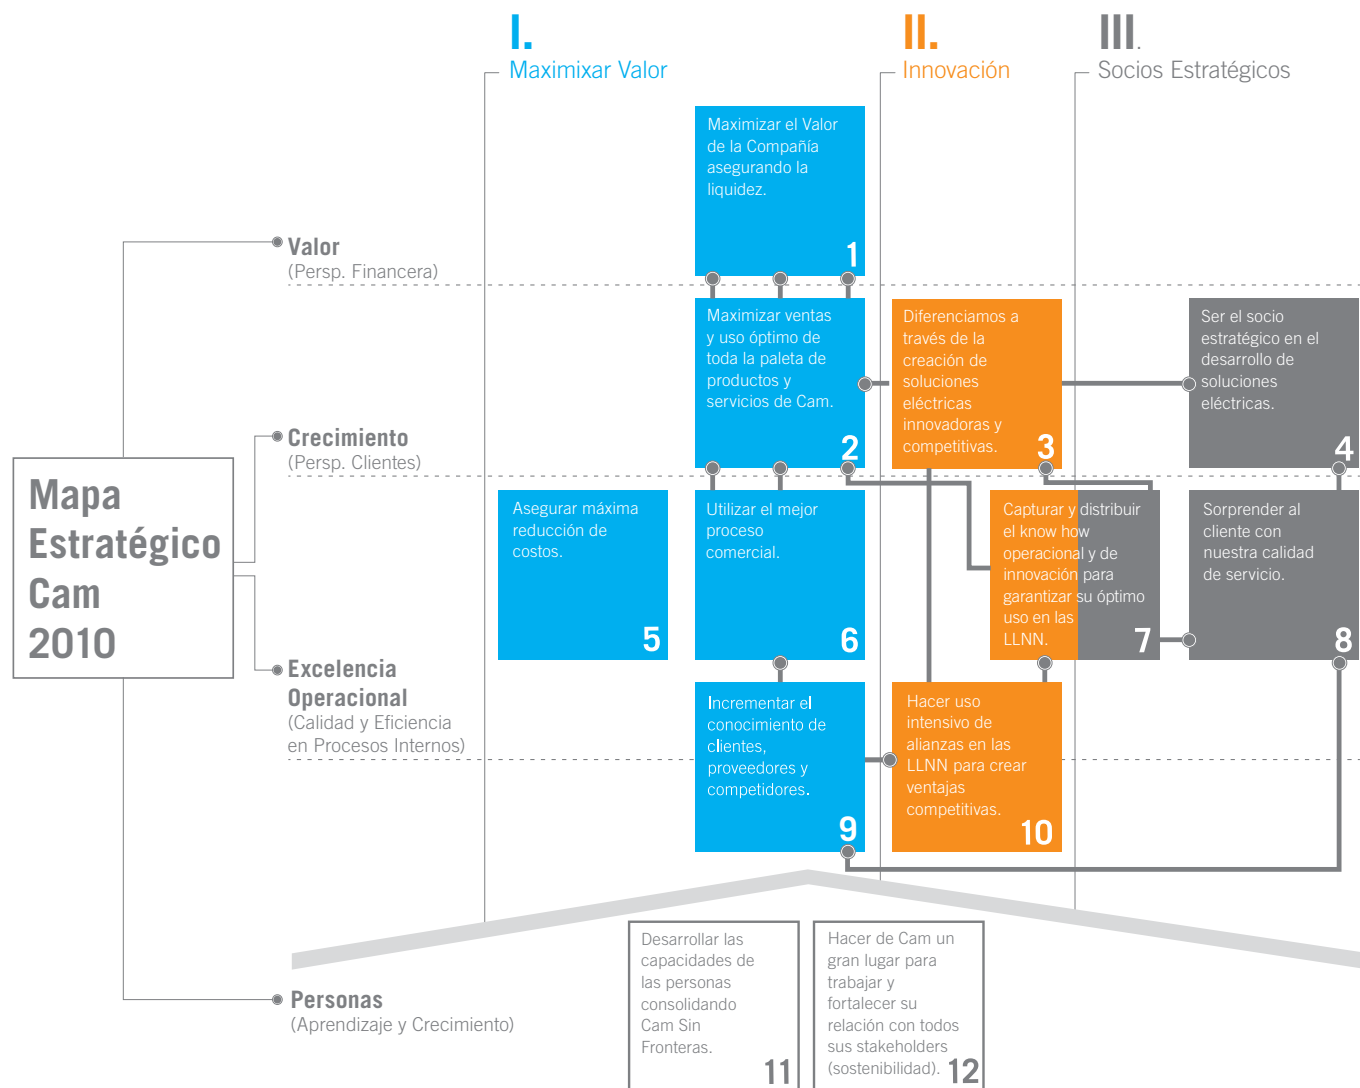 I.
Maximixar Valor
II.
Innovación
III.
Socios Estratégicos
Maximizar el Valor
de la Compañía
asegurando la
liquidez.
1
Valor
(Persp. Financera)
Maximizar ventas
y uso óptimo de
toda la paleta de
productos y
servicios de Cam.
2
Diferenciamos a
través de la
creación de
soluciones
eléctricas
innovadoras y
competitivas.
3
Ser el socio
estratégico en el
desarrollo de
soluciones
eléctricas.
4
Crecimiento
(Persp. Clientes)
Mapa
Estratégico
Cam
2010
Asegurar máxima
reducción de
costos.
5
Utilizar el mejor
proceso
comercial.
6
Capturar y distribuir
el know how
operacional y de
innovación para
garantizar su óptimo
uso en las
LLNN.
7
Sorprender al
cliente con
nuestra calidad
de servicio.
8
Excelencia
Operacional
(Calidad y Eficiencia
en Procesos Internos)
Incrementar el
conocimiento de
clientes,
proveedores y
competidores.
9
Hacer uso
intensivo de
alianzas en las
LLNN para crear
ventajas
competitivas.
10
Personas
(Aprendizaje y Crecimiento)
Desarrollar las
capacidades de
las personas
consolidando
Cam Sin
Fronteras.
11
Hacer de Cam un
gran lugar para
trabajar y
fortalecer su
relación con todos
sus stakeholders
(sostenibilidad).
12